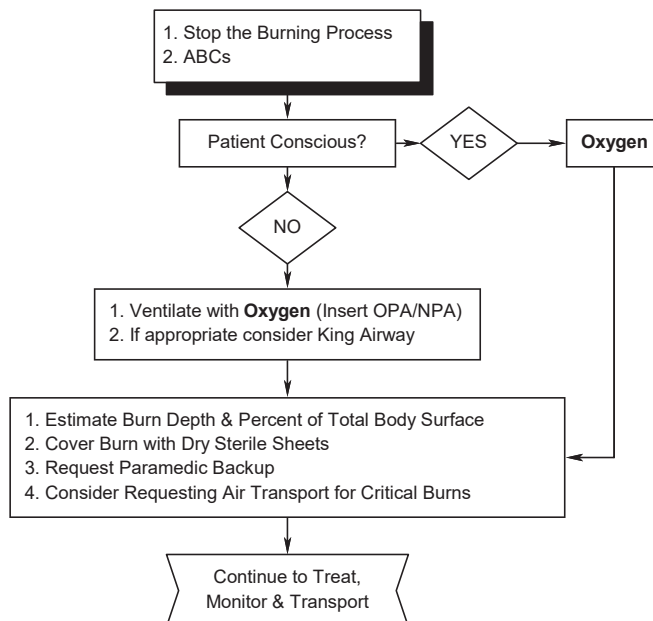 1. Stop the Burning Process
2. ABCs
Patient Conscious?
YES
Oxygen
NO
1. Ventilate with Oxygen (Insert OPA/NPA)
2. If appropriate consider King Airway
1. Estimate Burn Depth & Percent of Total Body Surface
2. Cover Burn with Dry Sterile Sheets
3. Request Paramedic Backup
4. Consider Requesting Air Transport for Critical Burns
Continue to Treat,
Monitor & Transport